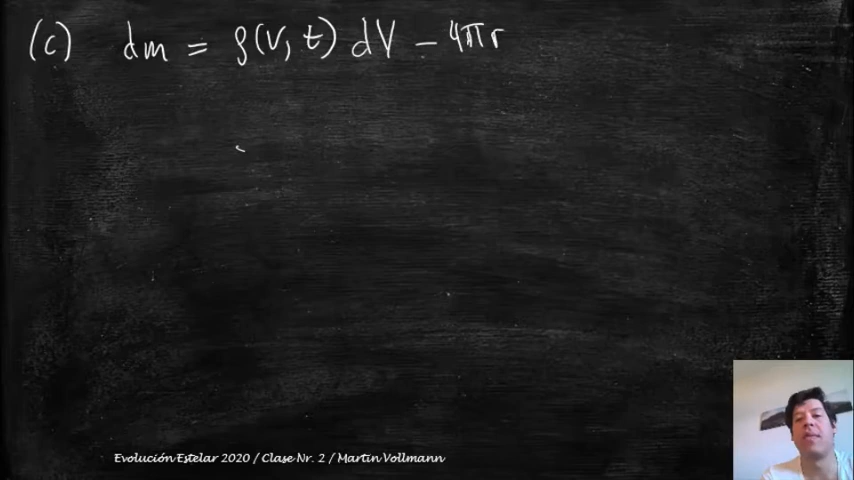 (c) dm = ρ(r, t) dV - 4πr
Evolución Estelar 2020 / Clase Nr. 2 / Martin Vollmann